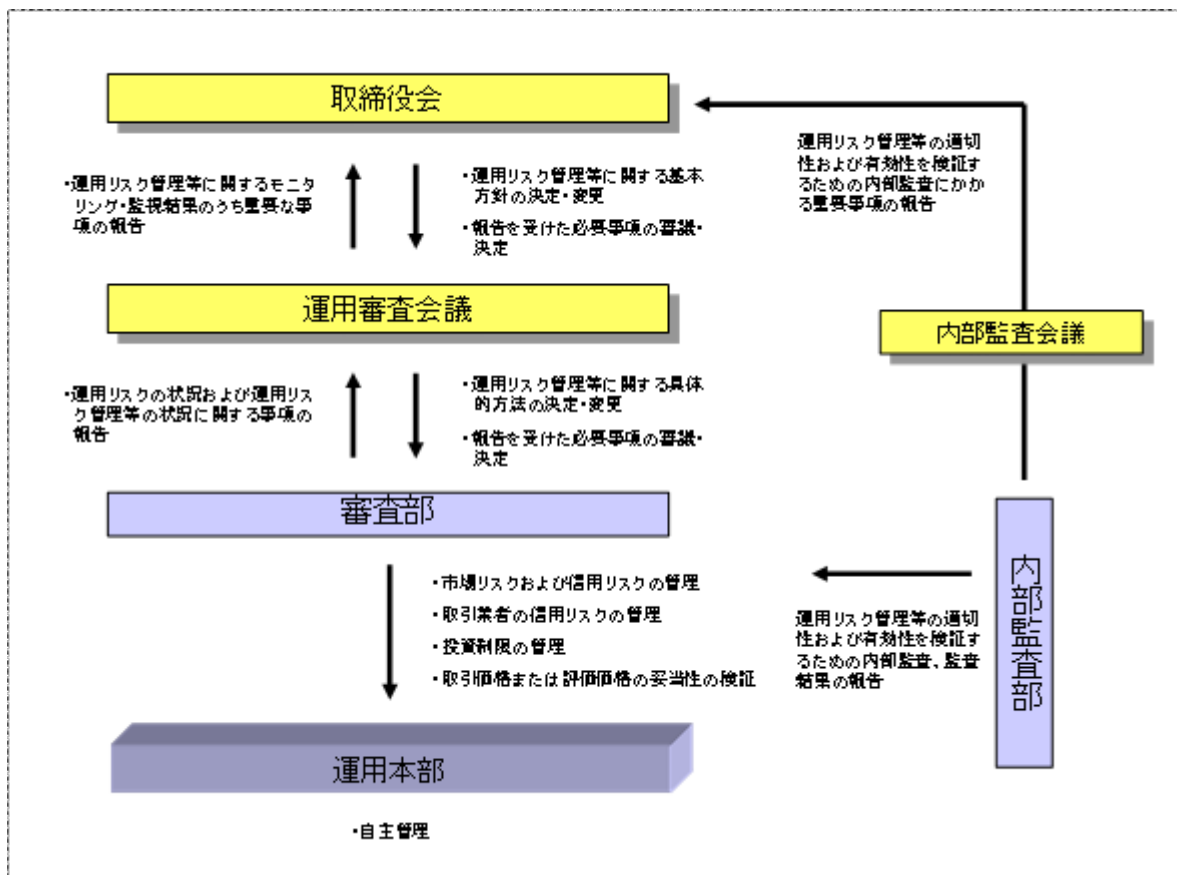 取締役会
・運用リスク管理等に関するモニタ
リング・監視結果のうち重要な事
項の報告
・運用リスク管理等に関する基本
方針の決定・変更
・報告を受けた必要事項の審議・
決定
運用リスク管理等の適切
性および有効性を検証す
るための内部監査にかか
る重要事項の報告
運用審査会議
内部監査会議
・運用リスクの状況および運用リス
ク管理等の状況に関する事項の
報告
・運用リスク管理等に関する具体
的方法の決定・変更
・報告を受けた必要事項の審議・
決定
審査部
・市場リスクおよび信用リスクの管理
・取引業者の信用リスクの管理
・投資制限の管理
・取引価格または評価価格の妥当性の検証
運用リスク管理等の適切
性および有効性を検証す
るための内部監査、監査
結果の報告
内部監査部
運用本部
・自主管理